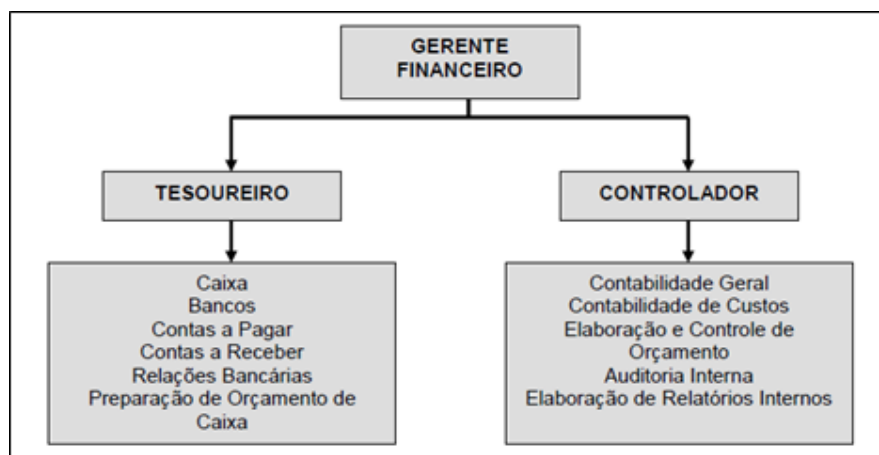 GERENTE
FINANCEIRO
TESOUREIRO
CONTROLADOR
Caixa
Bancos
Contas a Pagar
Contas a Receber
Relações Bancárias
Preparação de Orçamento de
Caixa
Contabilidade Geral
Contabilidade de Custos
Elaboração e Controle de
Orçamento
Auditoria Interna
Elaboração de Relatórios Internos